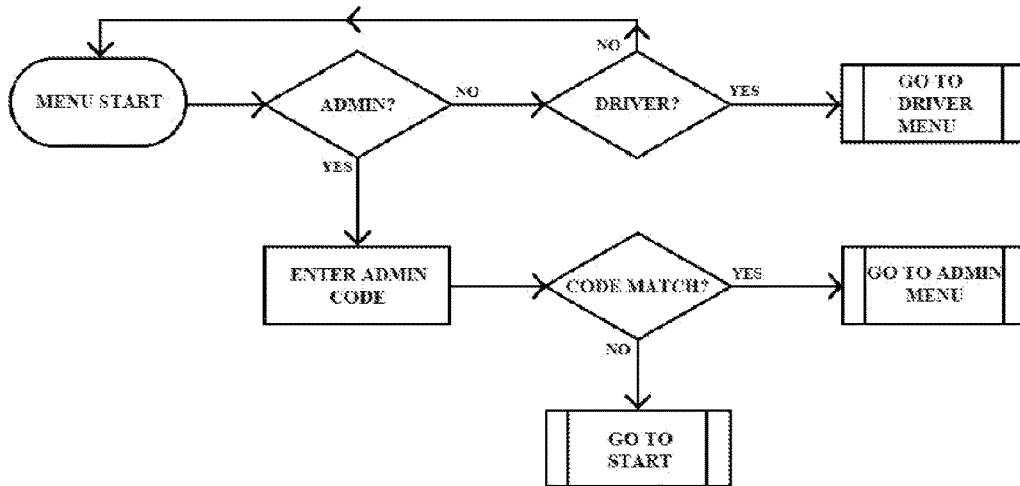 NO
MENU START
ADMIN?
NO
DRIVER?
YES
GO TO
DRIVER
MENU
YES
ENTER ADMIN
CODE
CODE MATCH?
YES
GO TO ADMIN
MENU
NO
GO TO
START